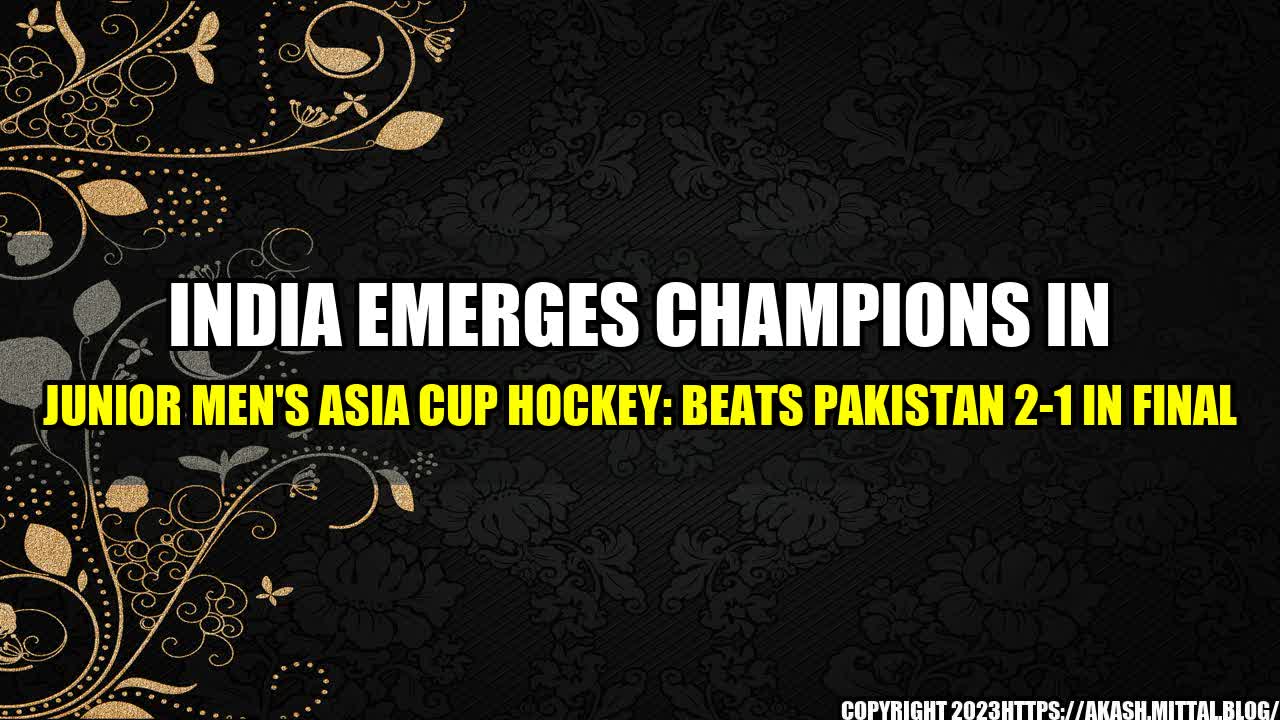 INDIA EMERGES CHAMPIONS IN
JUNIOR MEN'S ASIA CUP HOCKEY: BEATS PAKISTAN 2-1 IN FINAL
COPYRIGHT 2023HTTPS://AKASH.MITTAL.BLOG/